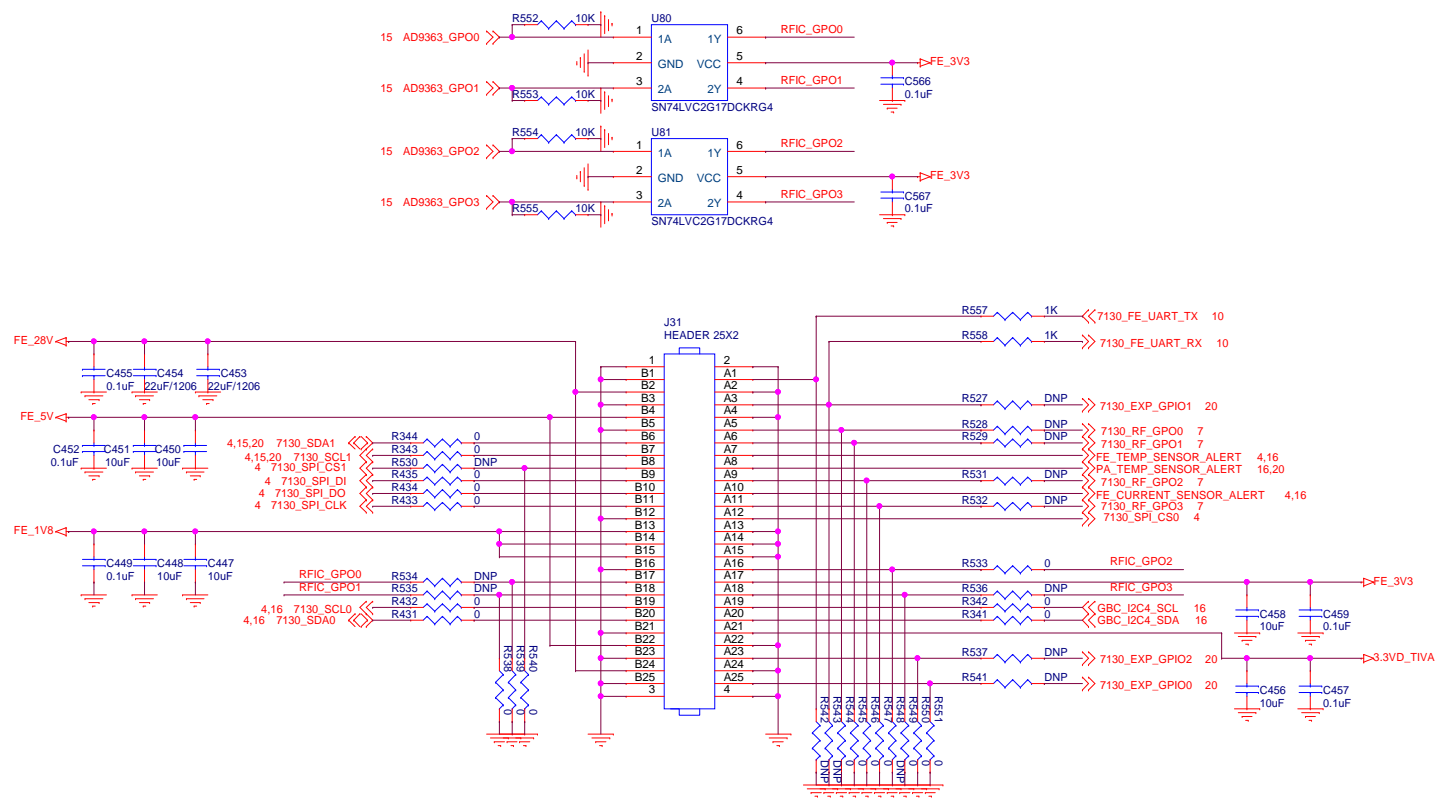 R552 10K
U80
15 AD9363_GPO0 1 1A 1Y 6 RFIC_GPO0
2 GND VCC 5 FE_3V3
15 AD9363_GPO1 3 2A 2Y 4 RFIC_GPO1
C566
0.1uF
R553 10K
SN74LVC2G17DCKRG4
R554 10K
U81
15 AD9363_GPO2 1 1A 1Y 6 RFIC_GPO2
2 GND VCC 5 FE_3V3
15 AD9363_GPO3 3 2A 2Y 4 RFIC_GPO3
C567
0.1uF
R555 10K
SN74LVC2G17DCKRG4
J31
HEADER 25X2
R557 1K 7130_FE_UART_TX 10
R558 1K 7130_FE_UART_RX 10
FE_28V
C455 C454 C453
0.1uF 22uF/1206 22uF/1206
FE_5V
C452 C451 C450
0.1uF 10uF 10uF
4,15,20 7130_SDA1 R344 0
4,15,20 7130_SCL1 R343 0
4 7130_SPI_CS1 R530 DNP
4 7130_SPI_DI R435 0
4 7130_SPI_DO R434 0
4 7130_SPI_CLK R433 0
FE_1V8
C449 C448 C447
0.1uF 10uF 10uF
RFIC_GPO0 R534 DNP
RFIC_GPO1 R535 DNP
4,16 7130_SCL0 R432 0
4,16 7130_SDA0 R431 0
R538 R539 R540
0 0 0
1 2
B1 A1
B2 A2
B3 A3
B4 A4
B5 A5
B6 A6
B7 A7
B8 A8
B9 A9
B10 A10
B11 A11
B12 A12
B13 A13
B14 A14
B15 A15
B16 A16
B17 A17
B18 A18
B19 A19
B20 A20
B21 A21
B22 A22
B23 A23
B24 A24
B25 A25
3 4
R527 DNP 7130_EXP_GPIO1 20
R528 DNP 7130_RF_GPO0 7
R529 DNP 7130_RF_GPO1 7
FE_TEMP_SENSOR_ALERT 4,16
PA_TEMP_SENSOR_ALERT 16,20
R531 DNP 7130_RF_GPO2 7
FE_CURRENT_SENSOR_ALERT 4,16
R532 DNP 7130_RF_GPO3 7
7130_SPI_CS0 4
R533 0 RFIC_GPO2
FE_3V3
R536 DNP RFIC_GPO3
R342 0 GBC_I2C4_SCL 16
R341 0 GBC_I2C4_SDA 16
C458 C459
10uF 0.1uF
R537 DNP 7130_EXP_GPIO2 20
3.3VD_TIVA
R541 DNP 7130_EXP_GPIO0 20
C456 C457
10uF 0.1uF
R542 R543 R544 R545 R546 R547 R548 R549 R550 R551
DNP DNP 0 0 0 0 DNP 0 0 0